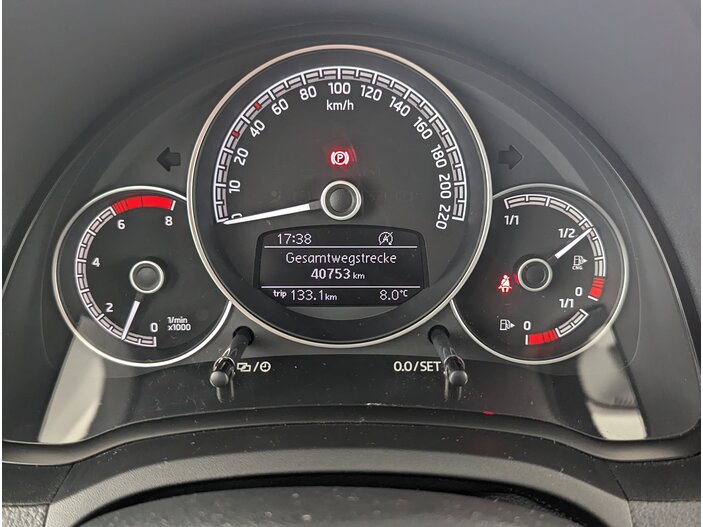 0 20 40 60 80 100 120 140 160 180 200 220
km/h
P
17:38 A
Gesamtwegstrecke
40753 km
trip 133.1 km 8.0°C
0 2 4 6 8
1/min
x1000
1/1 1/2 0
CNG
1/1
0
0.0/SET